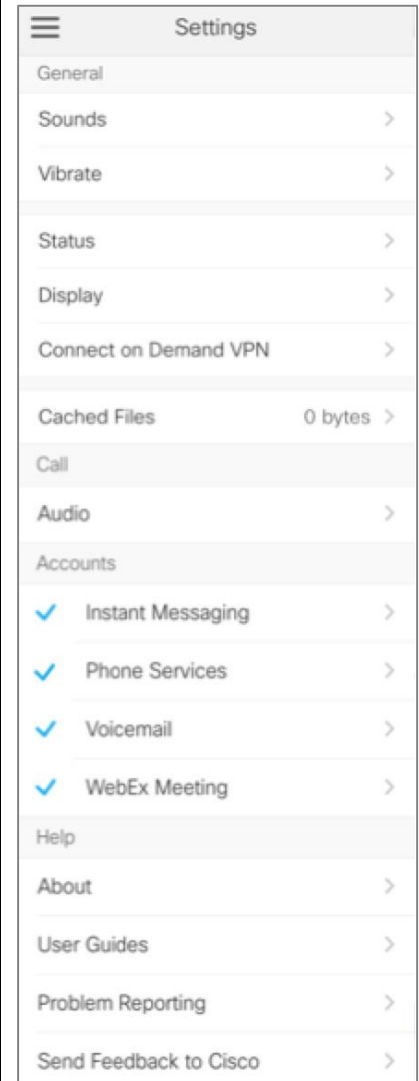 Settings
General
Sounds
Vibrate
Status
Display
Connect on Demand VPN
Cached Files 0 bytes
Call
Audio
Accounts
Instant Messaging
Phone Services
Voicemail
WebEx Meeting
Help
About
User Guides
Problem Reporting
Send Feedback to Cisco